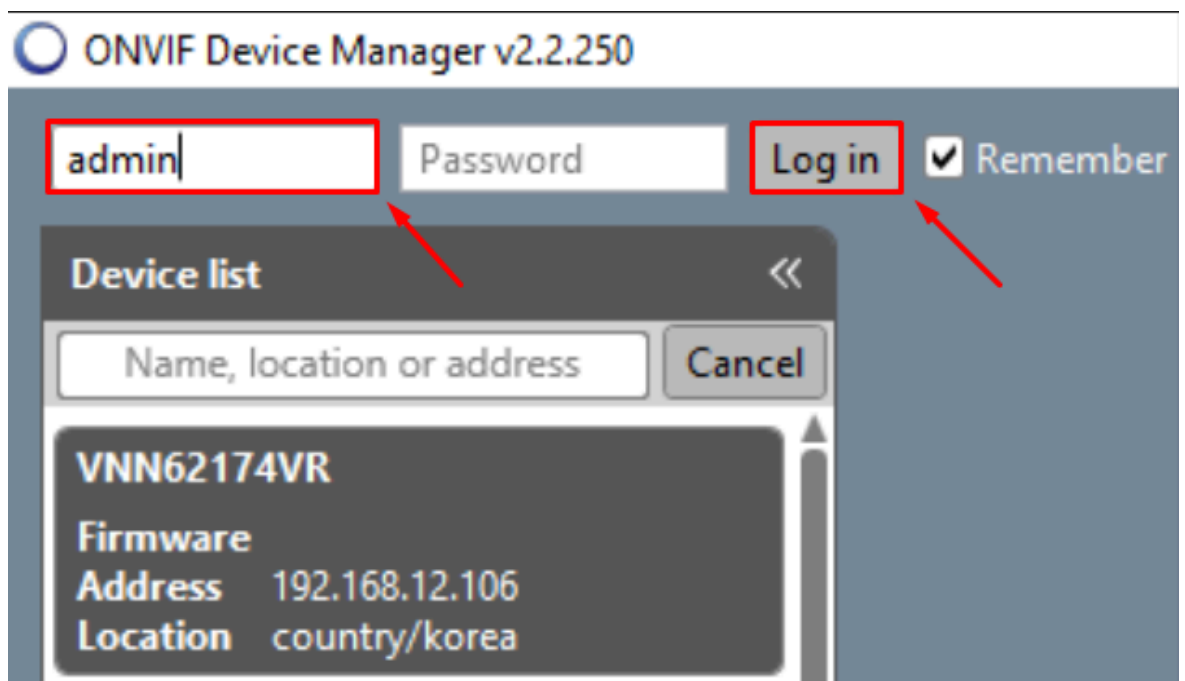 ONVIF Device Manager v2.2.250
admin Password Log in Remember
Device list
Name, location or address Cancel
VNN62174VR
Firmware
Address 192.168.12.106
Location country/korea